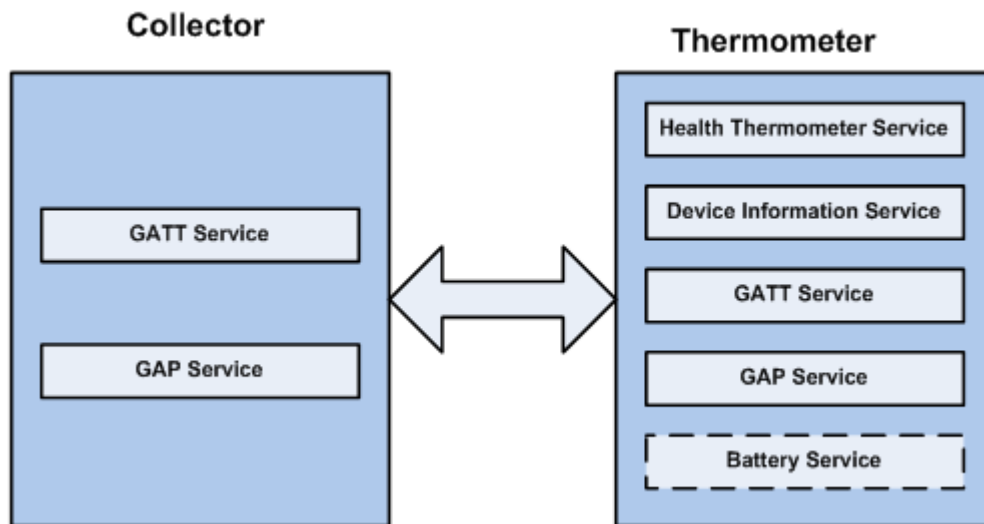 Collector
GATT Service
GAP Service
Thermometer
Health Thermometer Service
Device Information Service
GATT Service
GAP Service
Battery Service